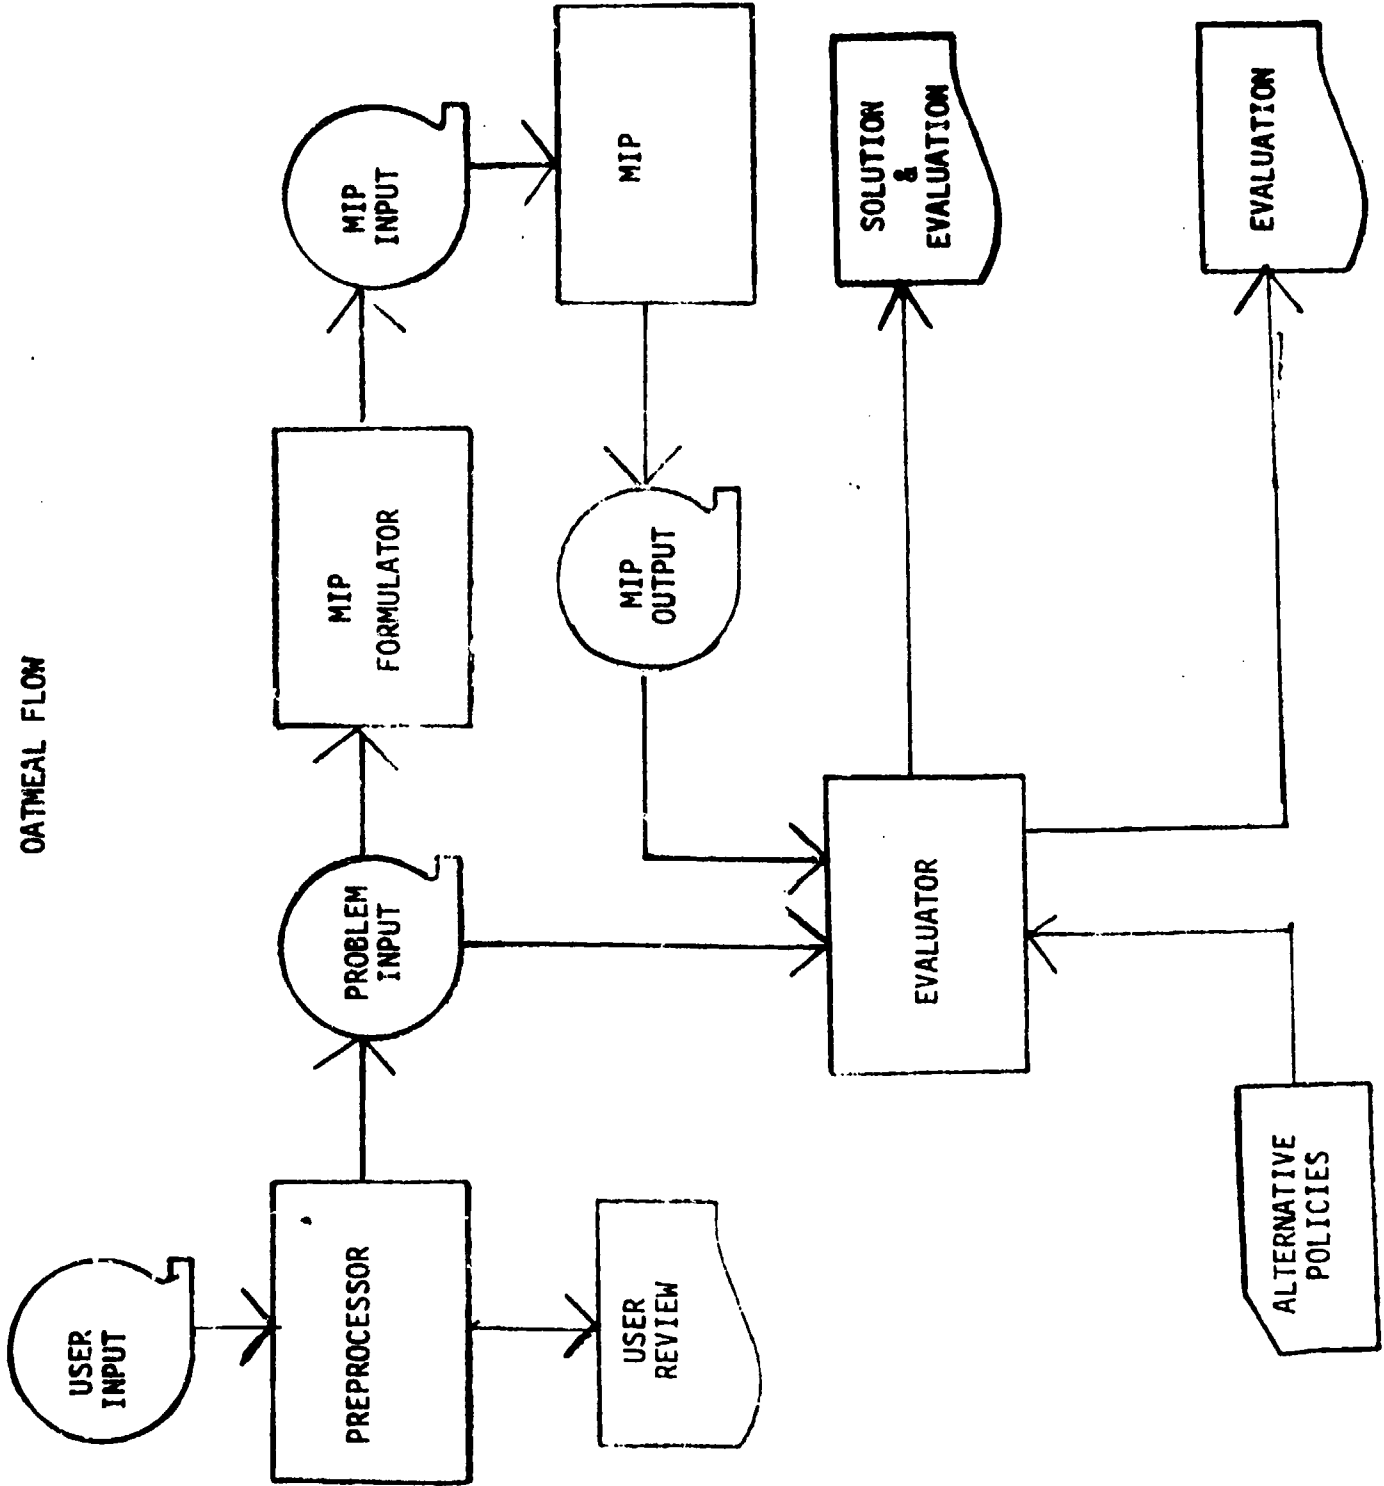 OATMEAL FLOW
USER
INPUT
PREPROCESSOR
USER
REVIEW
PROBLEM
INPUT
MIP
FORMULATOR
MIP
INPUT
MIP
MIP
OUTPUT
EVALUATOR
SOLUTION
&
EVALUATION
EVALUATION
ALTERNATIVE
POLICIES